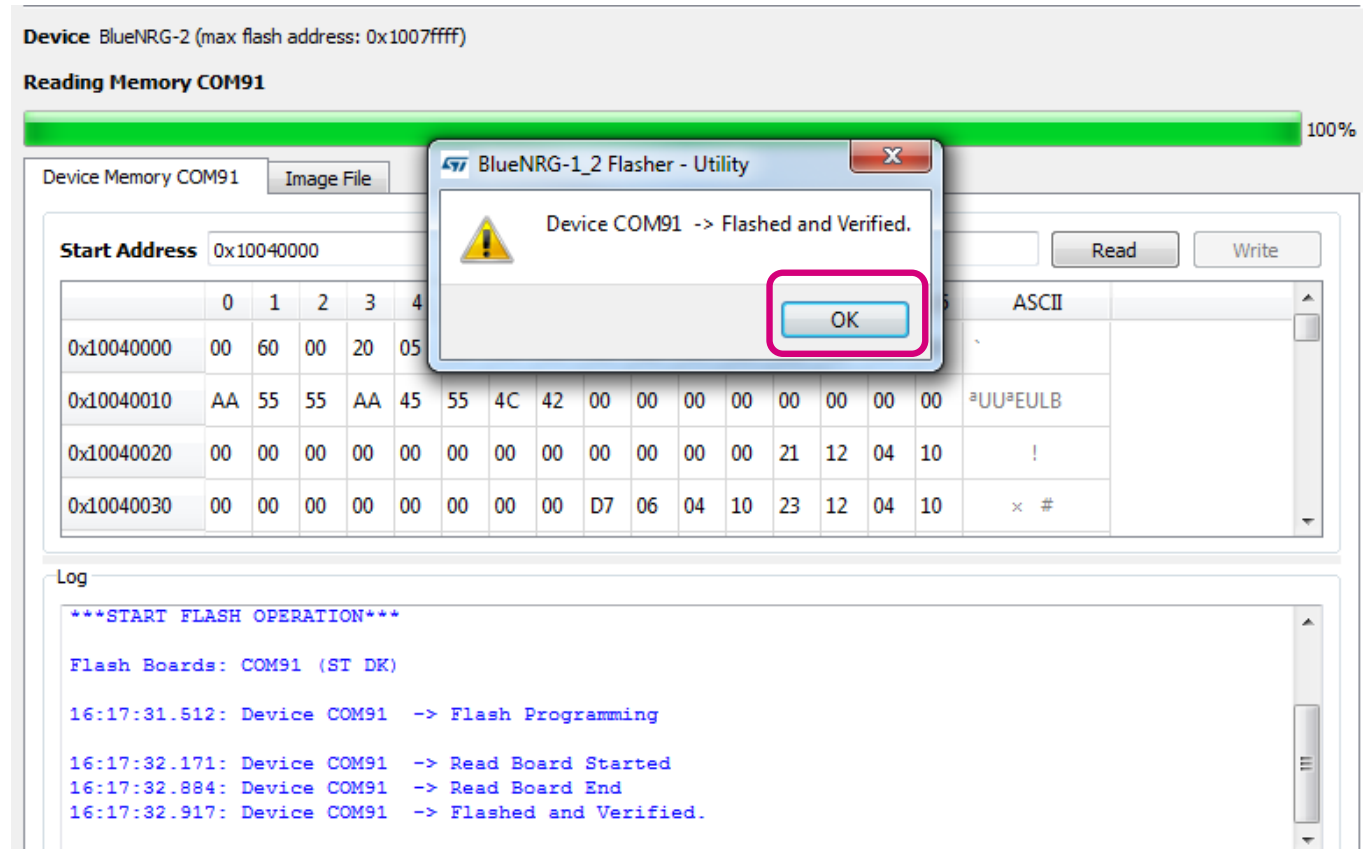 Device BlueNRG-2 (max flash address: 0x1007ffff)
Reading Memory COM91
100%
BlueNRG-1_2 Flasher - Utility
Device COM91 -> Flashed and Verified.
OK
Device Memory COM91 Image File
Start Address 0x10040000 Read Write
0 1 2 3 4 ASCII
0x10040000 00 60 00 20 05 `
0x10040010 AA 55 55 AA 45 55 4C 42 00 00 00 00 00 00 00 00 ªUUªEULB
0x10040020 00 00 00 00 00 00 00 00 00 00 00 00 21 12 04 10 !
0x10040030 00 00 00 00 00 00 00 00 D7 06 04 10 23 12 04 10 × #
Log
***START FLASH OPERATION***
Flash Boards: COM91 (ST DK)
16:17:31.512: Device COM91 -> Flash Programming
16:17:32.171: Device COM91 -> Read Board Started
16:17:32.884: Device COM91 -> Read Board End
16:17:32.917: Device COM91 -> Flashed and Verified.